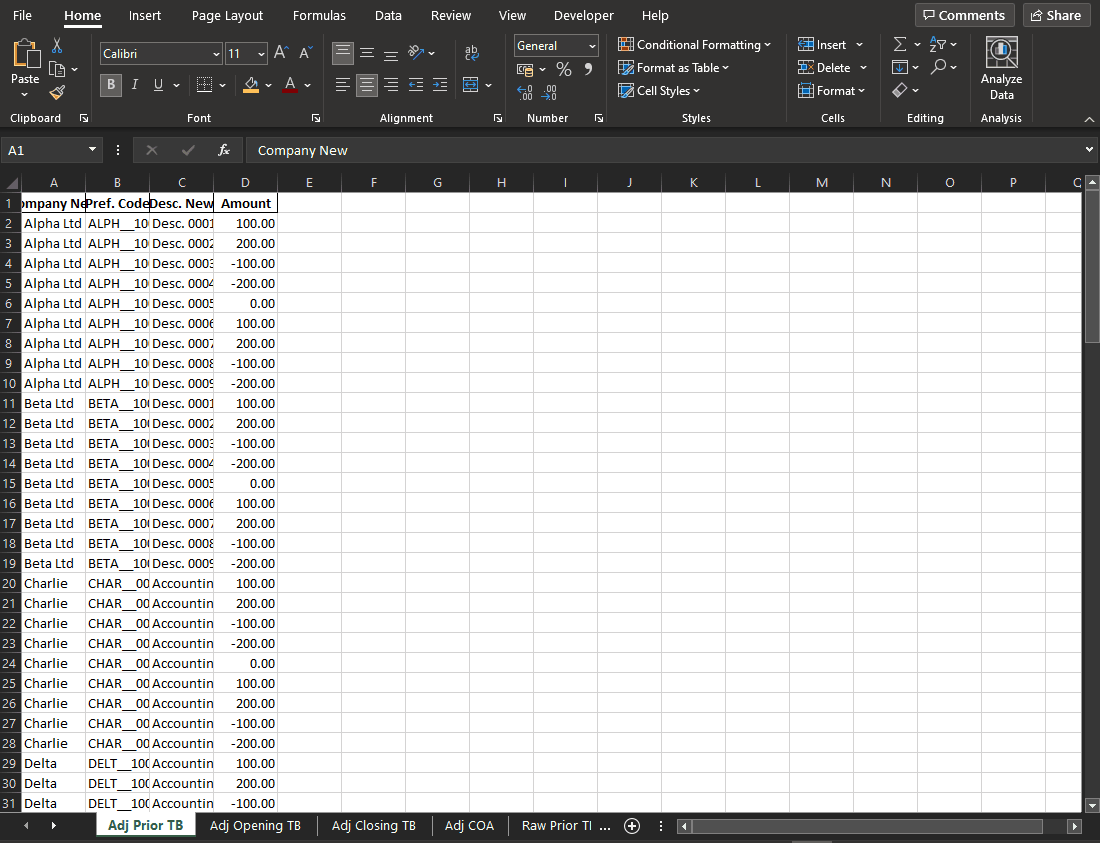 File Home Insert Page Layout Formulas Data Review View Developer Help Comments Share
Calibri 11 General Conditional Formatting Insert
Paste Format as Table Delete Analyze
B I U A % Cell Styles Format Data
Clipboard Font Alignment Number Styles Cells Editing Analysis
A1 fx Company New
A B C D E F G H I J K L M N O P Q
1 ompany Ne Pref. Code Desc. New Amount
2 Alpha Ltd ALPH__10 Desc. 0001 100.00
3 Alpha Ltd ALPH__10 Desc. 0002 200.00
4 Alpha Ltd ALPH__10 Desc. 0003 -100.00
5 Alpha Ltd ALPH__10 Desc. 0004 -200.00
6 Alpha Ltd ALPH__10 Desc. 0005 0.00
7 Alpha Ltd ALPH__10 Desc. 0006 100.00
8 Alpha Ltd ALPH__10 Desc. 0007 200.00
9 Alpha Ltd ALPH__10 Desc. 0008 -100.00
10 Alpha Ltd ALPH__10 Desc. 0009 -200.00
11 Beta Ltd BETA__10 Desc. 0001 100.00
12 Beta Ltd BETA__10 Desc. 0002 200.00
13 Beta Ltd BETA__10 Desc. 0003 -100.00
14 Beta Ltd BETA__10 Desc. 0004 -200.00
15 Beta Ltd BETA__10 Desc. 0005 0.00
16 Beta Ltd BETA__10 Desc. 0006 100.00
17 Beta Ltd BETA__10 Desc. 0007 200.00
18 Beta Ltd BETA__10 Desc. 0008 -100.00
19 Beta Ltd BETA__10 Desc. 0009 -200.00
20 Charlie CHAR__00 Accountin 100.00
21 Charlie CHAR__00 Accountin 200.00
22 Charlie CHAR__00 Accountin -100.00
23 Charlie CHAR__00 Accountin -200.00
24 Charlie CHAR__00 Accountin 0.00
25 Charlie CHAR__00 Accountin 100.00
26 Charlie CHAR__00 Accountin 200.00
27 Charlie CHAR__00 Accountin -100.00
28 Charlie CHAR__00 Accountin -200.00
29 Delta DELT__100 Accountin 100.00
30 Delta DELT__100 Accountin 200.00
31 Delta DELT__100 Accountin -100.00
Adj Prior TB Adj Opening TB Adj Closing TB Adj COA Raw Prior TI ...